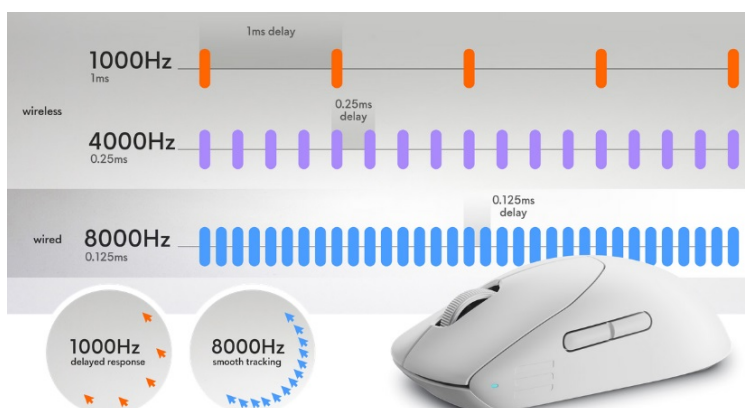 1ms delay
1000Hz
1ms
wireless
0.25ms
delay
4000Hz
0.25ms
0.125ms
delay
wired
8000Hz
0.125ms
1000Hz
delayed response
8000Hz
smooth tracking